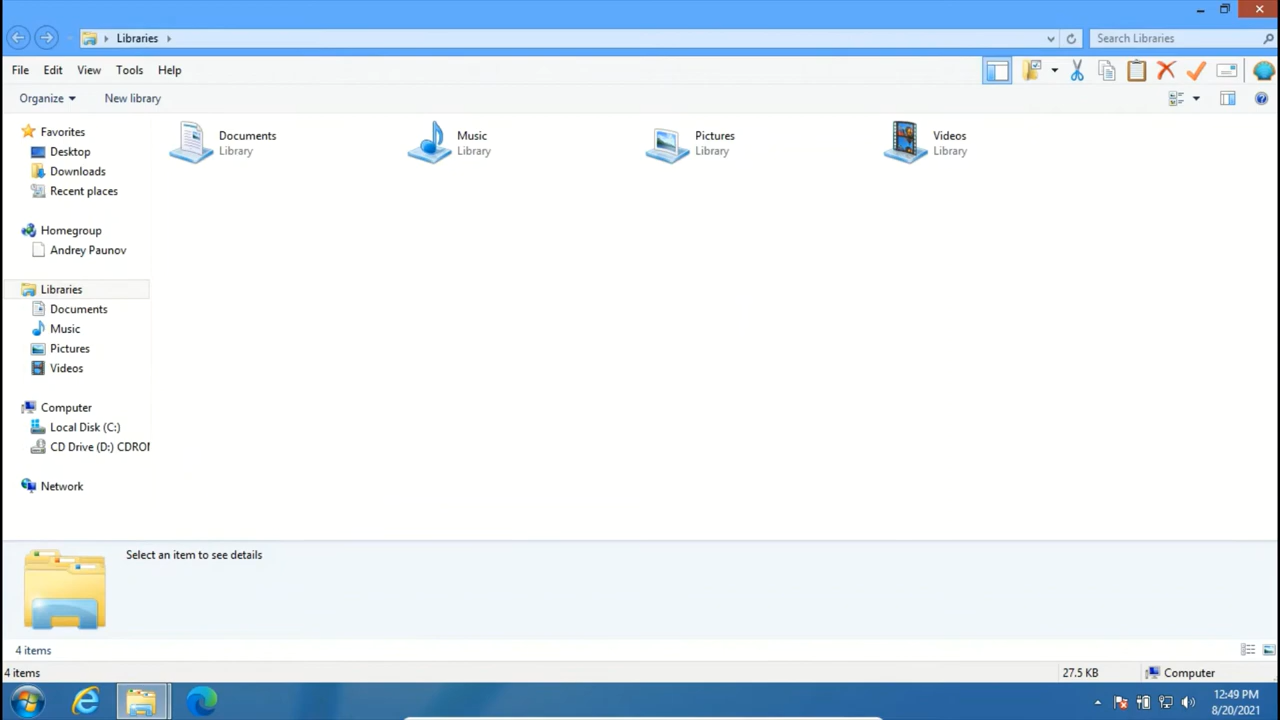 Libraries
Search Libraries
File Edit View Tools Help
Organize New library
Favorites
Desktop
Downloads
Recent places
Homegroup
Andrey Paunov
Libraries
Documents
Music
Pictures
Videos
Computer
Local Disk (C:)
CD Drive (D:) CDROM
Network
Documents
Library
Music
Library
Pictures
Library
Videos
Library
Select an item to see details
4 items
4 items
27.5 KB
Computer
12:49 PM
8/20/2021